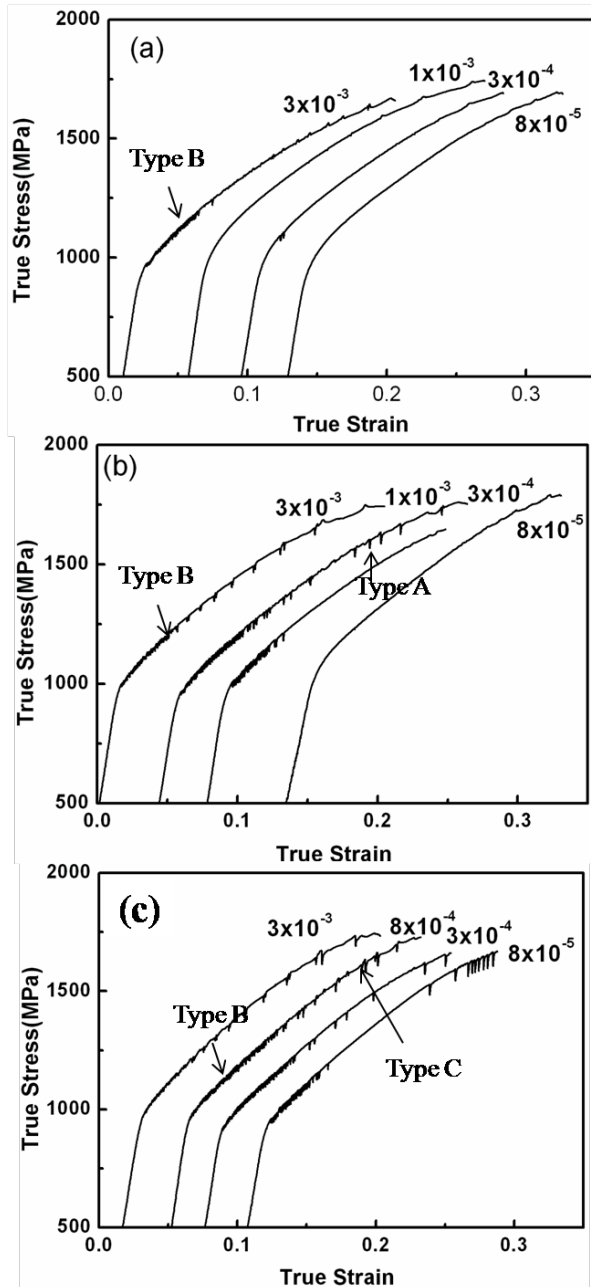 (a)
2000
1500
1000
500
True Stress(MPa)
3x10⁻³
1x10⁻³
3x10⁻⁴
8x10⁻⁵
Type B
0.0 0.1 0.2 0.3
True Strain
(b)
2000
1500
1000
500
True Stress(MPa)
3x10⁻³
1x10⁻³
3x10⁻⁴
8x10⁻⁵
Type B
Type A
0.0 0.1 0.2 0.3
True Strain
(c)
2000
1500
1000
500
True Stress(MPa)
3x10⁻³
8x10⁻⁴
3x10⁻⁴
8x10⁻⁵
Type B
Type C
0.0 0.1 0.2 0.3
True Strain